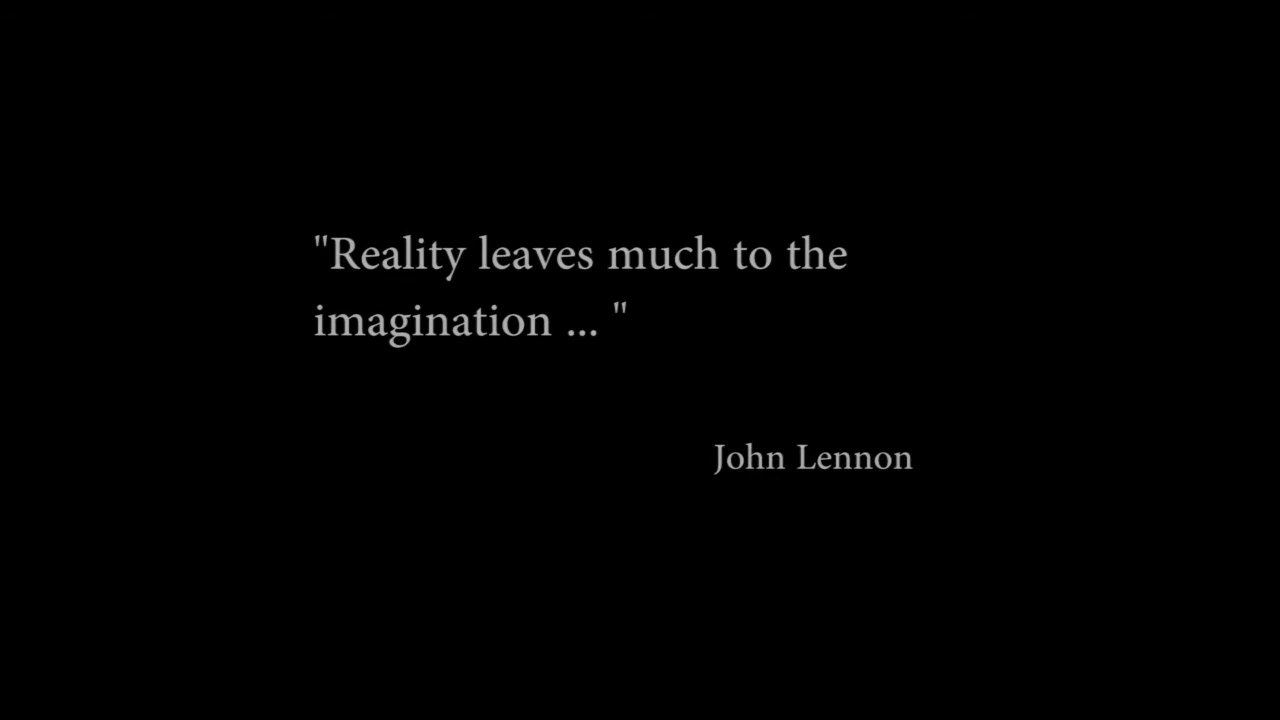 "Reality leaves much to the
imagination ... "
John Lennon